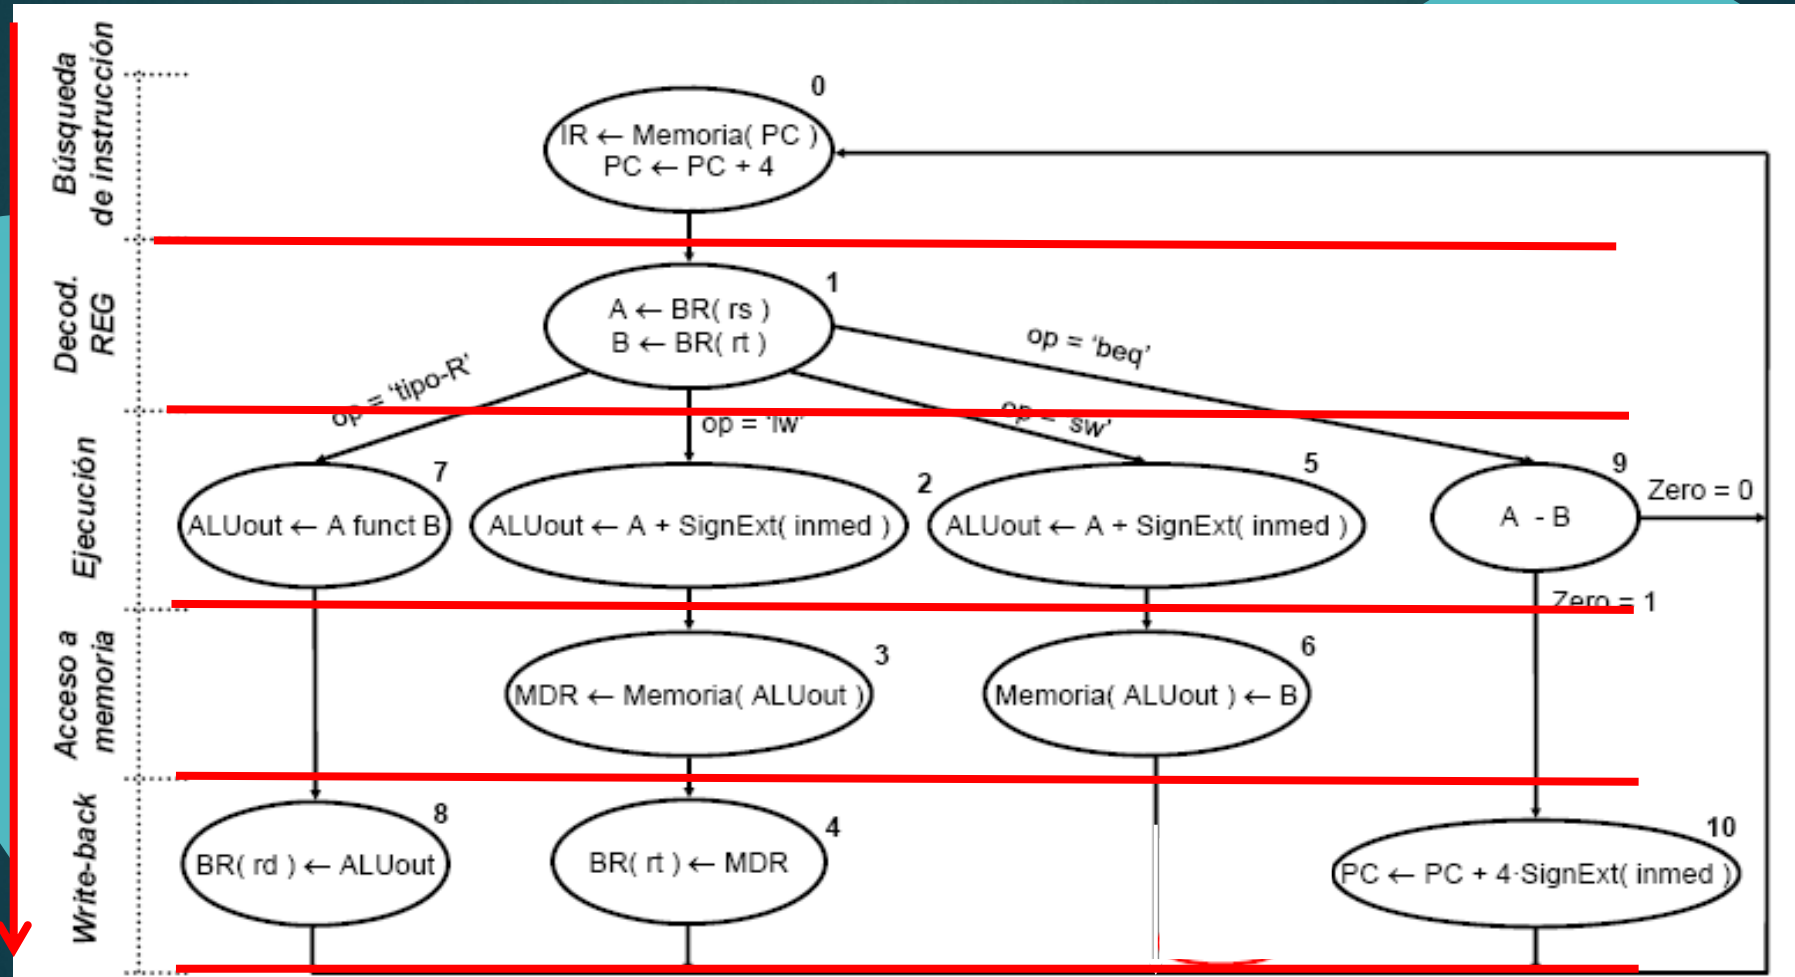 Búsqueda
de instrucción
0
IR ← Memoria( PC )
PC ← PC + 4
Decod.
REG
1
A ← BR( rs )
B ← BR( rt )
op = 'tipo-R'
op = 'lw'
op = 'sw'
op = 'beq'
Ejecución
7
ALUout ← A funct B
2
ALUout ← A + SignExt( inmed )
5
ALUout ← A + SignExt( inmed )
9
A - B
Zero = 0
Zero = 1
Acceso a
memoria
3
MDR ← Memoria( ALUout )
6
Memoria( ALUout ) ← B
Write-back
8
BR( rd ) ← ALUout
4
BR( rt ) ← MDR
10
PC ← PC + 4·SignExt( inmed )